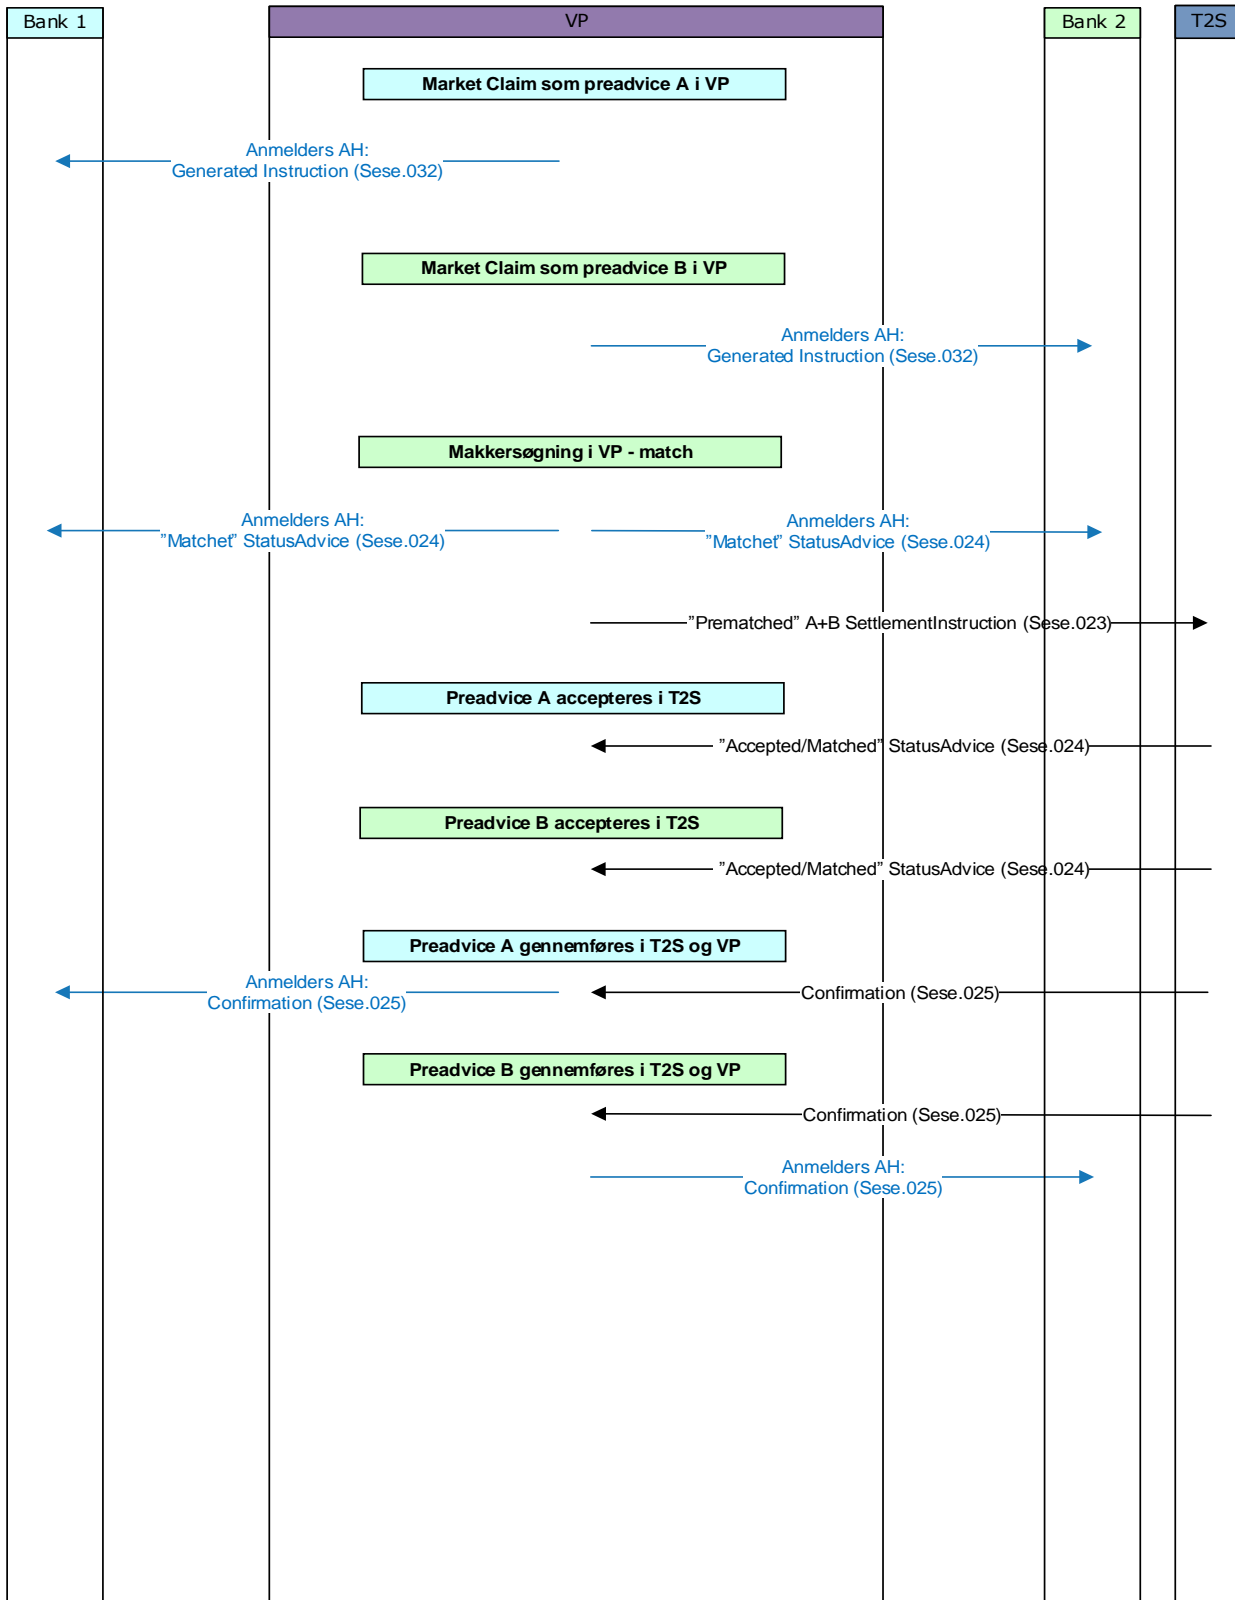 Bank 1
VP
Bank 2
T2S
Market Claim som preadvice A i VP
Anmelders AH:
Generated Instruction (Sese.032)
Market Claim som preadvice B i VP
Anmelders AH:
Generated Instruction (Sese.032)
Makkersøgning i VP - match
Anmelders AH:
”Matchet” StatusAdvice (Sese.024)
Anmelders AH:
”Matchet” StatusAdvice (Sese.024)
”Prematched” A+B SettlementInstruction (Sese.023)
Preadvice A accepteres i T2S
”Accepted/Matched” StatusAdvice (Sese.024)
Preadvice B accepteres i T2S
”Accepted/Matched” StatusAdvice (Sese.024)
Preadvice A gennemføres i T2S og VP
Anmelders AH:
Confirmation (Sese.025)
Confirmation (Sese.025)
Preadvice B gennemføres i T2S og VP
Confirmation (Sese.025)
Anmelders AH:
Confirmation (Sese.025)